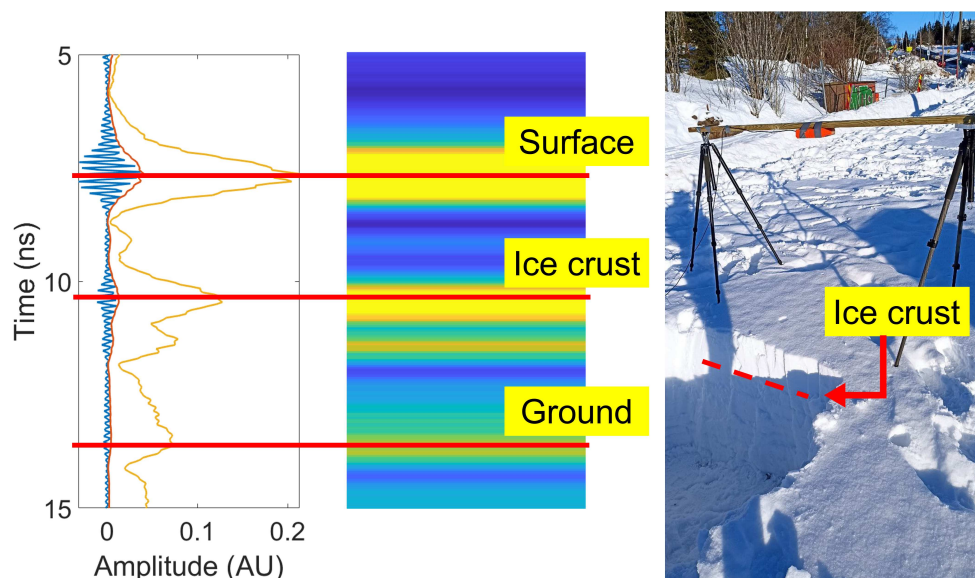 5
10
15
Time (ns)
0
0.1
0.2
Amplitude (AU)
Surface
Ice crust
Ground
Ice crust